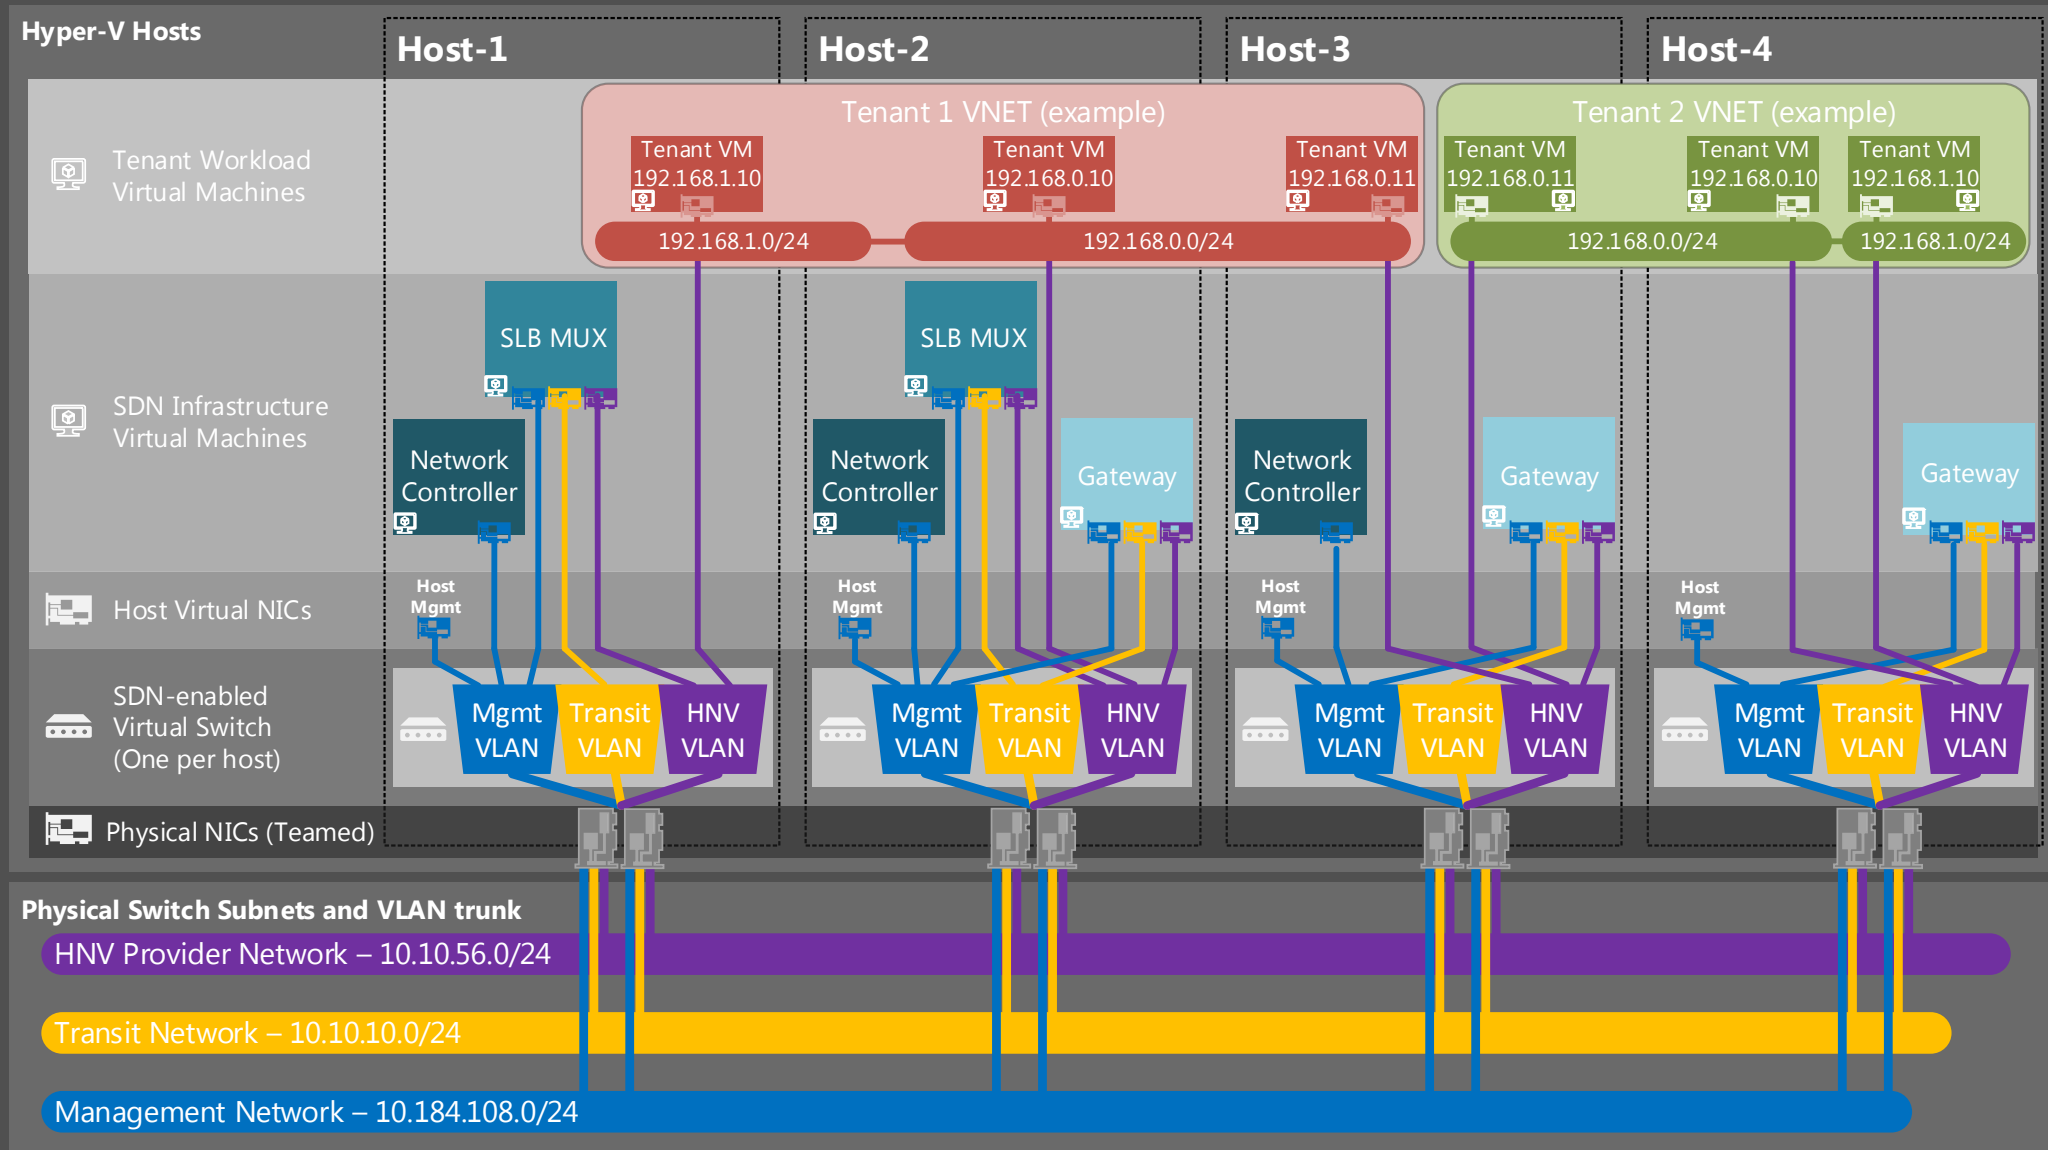 Hyper-V Hosts
Host-1
Host-2
Host-3
Host-4
Tenant Workload
Virtual Machines
Tenant 1 VNET (example)
Tenant VM
192.168.1.10
Tenant VM
192.168.0.10
Tenant VM
192.168.0.11
192.168.1.0/24
192.168.0.0/24
Tenant 2 VNET (example)
Tenant VM
192.168.0.11
Tenant VM
192.168.0.10
Tenant VM
192.168.1.10
192.168.0.0/24
192.168.1.0/24
SDN Infrastructure
Virtual Machines
SLB MUX
Network
Controller
SLB MUX
Network
Controller
Gateway
Network
Controller
Gateway
Gateway
Host Virtual NICs
Host
Mgmt
Host
Mgmt
Host
Mgmt
Host
Mgmt
SDN-enabled
Virtual Switch
(One per host)
Mgmt
VLAN
Transit
VLAN
HNV
VLAN
Mgmt
VLAN
Transit
VLAN
HNV
VLAN
Mgmt
VLAN
Transit
VLAN
HNV
VLAN
Mgmt
VLAN
Transit
VLAN
HNV
VLAN
Physical NICs (Teamed)
Physical Switch Subnets and VLAN trunk
HNV Provider Network – 10.10.56.0/24
Transit Network – 10.10.10.0/24
Management Network – 10.184.108.0/24